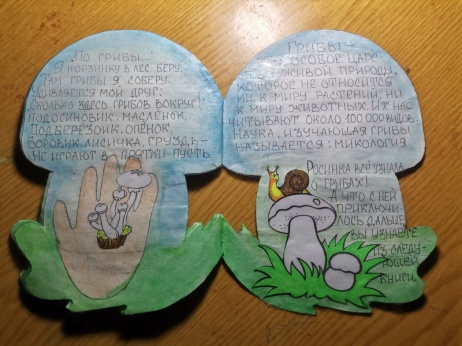 "По грибы"
Я корзинку в лес беру,
Там грибы я соберу.
Удивляется мой друг:
"Сколько здесь грибов вокруг!"
Подосиновик, маслёнок,
Подберёзовик, опёнок
Боровик, лисичка, груздь-
Не играют в прятки пусть
Грибы -
особое царст
во живой природы,
которое не относится
ни к миру растений, ни
к миру животных. Их нас
читывают около 100 000 видов.
Наука, изучающая грибы
называется: микология
Росинка всё узнала
о грибах!
А что с ней
приключи-
лось дальше
вы узнаете
из следу-
ющей
книги.